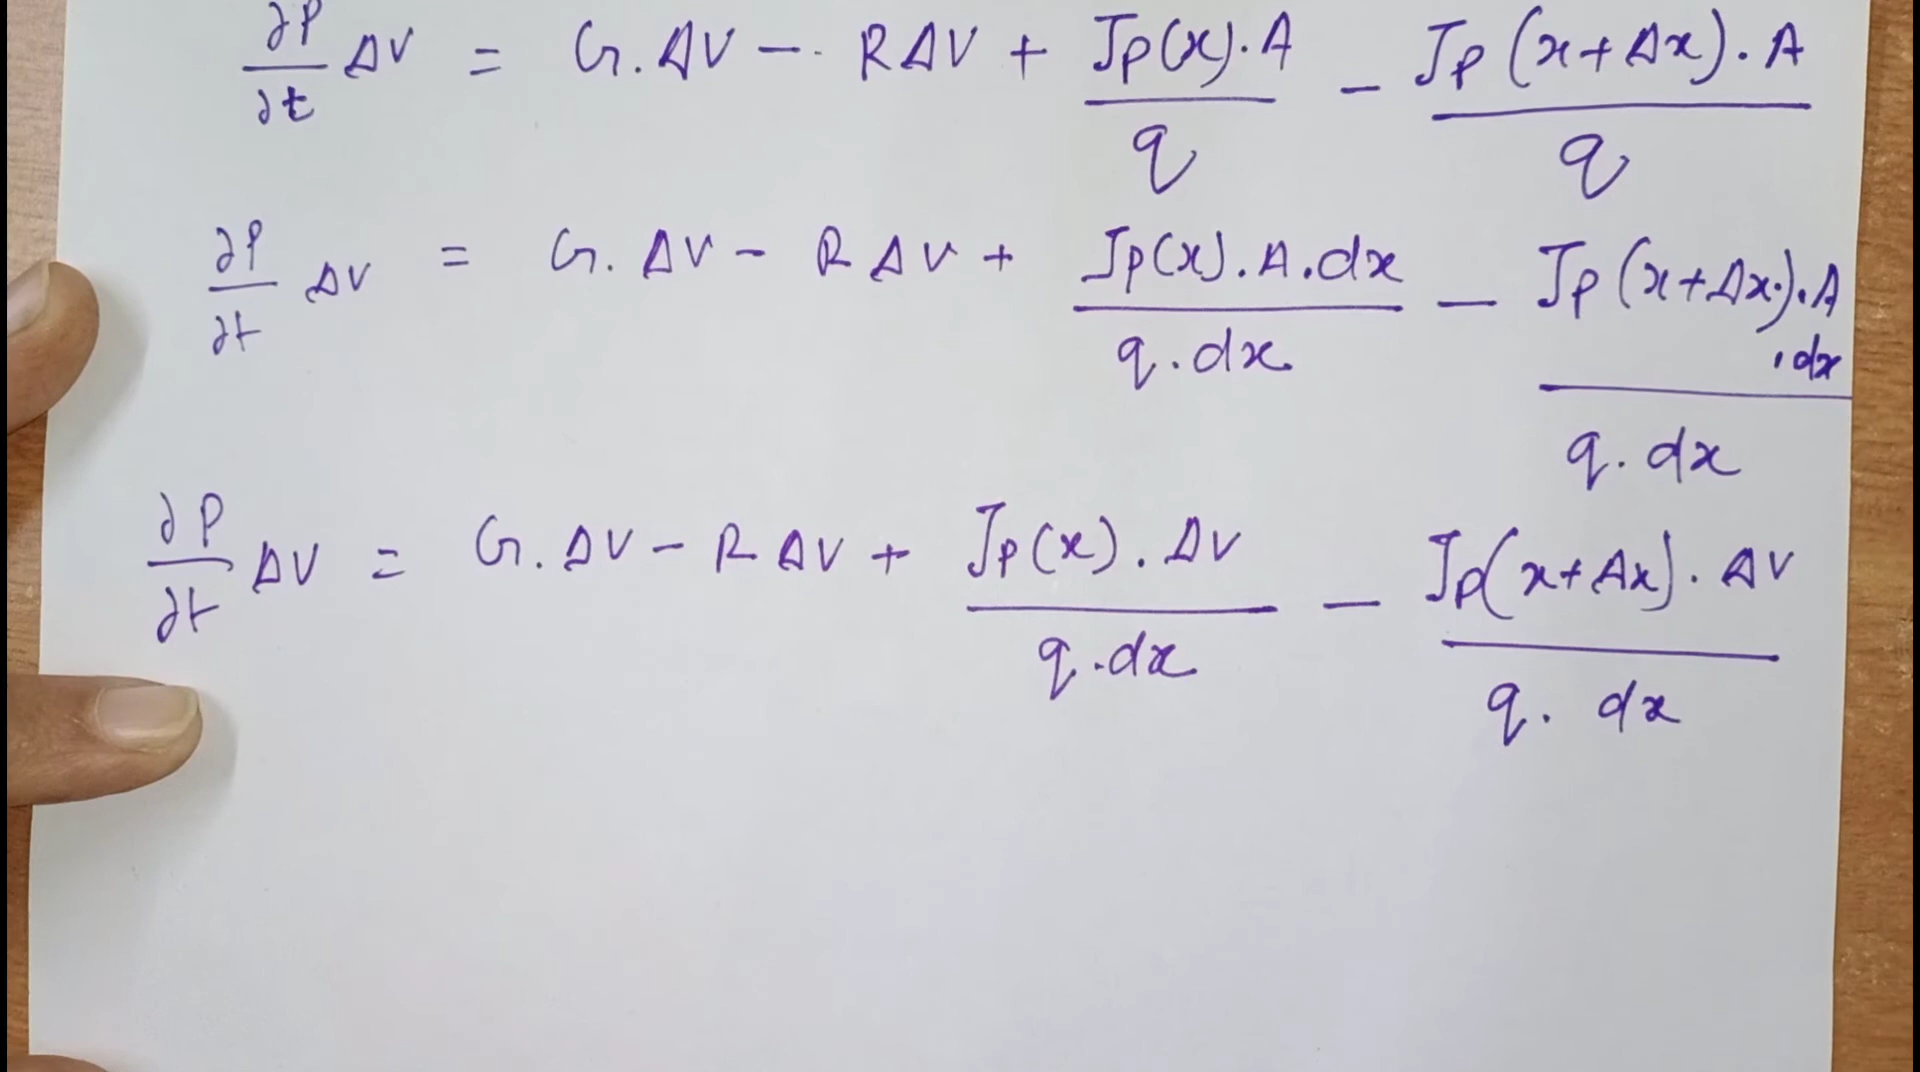 ∂P/∂t ΔV = G.ΔV - RΔV + Jp(x).A/q - Jp(x+Δx).A/q
∂P/∂t ΔV = G.ΔV - RΔV + Jp(x).A.dx/q.dx - Jp(x+Δx).A.dx/q.dx
∂P/∂t ΔV = G.ΔV - RΔV + Jp(x).ΔV/q.dx - Jp(x+Δx).ΔV/q.dx